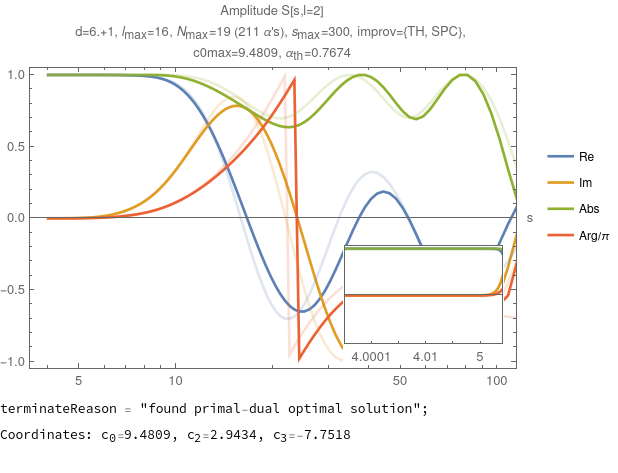 Amplitude S[s,l=2]
d=6.+1, lmax=16, Nmax=19 (211 α's), smax=300, improv={TH, SPC},
c0max=9.4809, αth=0.7674
1.0
0.5
0.0
−0.5
−1.0
s
Re
Im
Abs
Arg/π
4.0001 4.01 5
5 10 50 100
terminateReason = "found primal-dual optimal solution";
Coordinates: c0=9.4809, c2=2.9434, c3=-7.7518